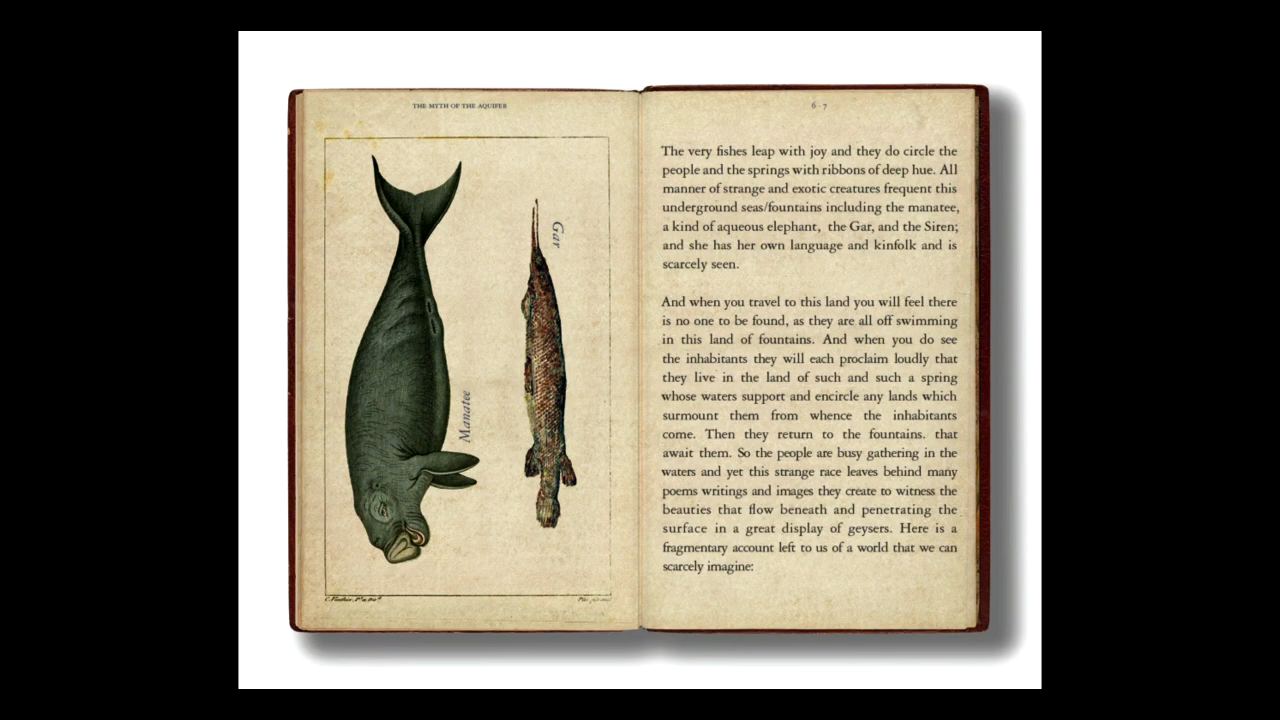 THE MYTH OF THE AQUIFER
Gar
Manatee
6 - 7
The very fishes leap with joy and they do circle the
people and the springs with ribbons of deep hue. All
manner of strange and exotic creatures frequent this
underground seas/fountains including the manatee,
a kind of aqueous elephant, the Gar, and the Siren;
and she has her own language and kinfolk and is
scarcely seen.
And when you travel to this land you will feel there
is no one to be found, as they are all off swimming
in this land of fountains. And when you do see
the inhabitants they will each proclaim loudly that
they live in the land of such and such a spring
whose waters support and encircle any lands which
surmount them from whence the inhabitants
come. Then they return to the fountains. that
await them. So the people are busy gathering in the
waters and yet this strange race leaves behind many
poems writings and images they create to witness the
beauties that flow beneath and penetrating the
surface in a great display of geysers. Here is a
fragmentary account left to us of a world that we can
scarcely imagine: